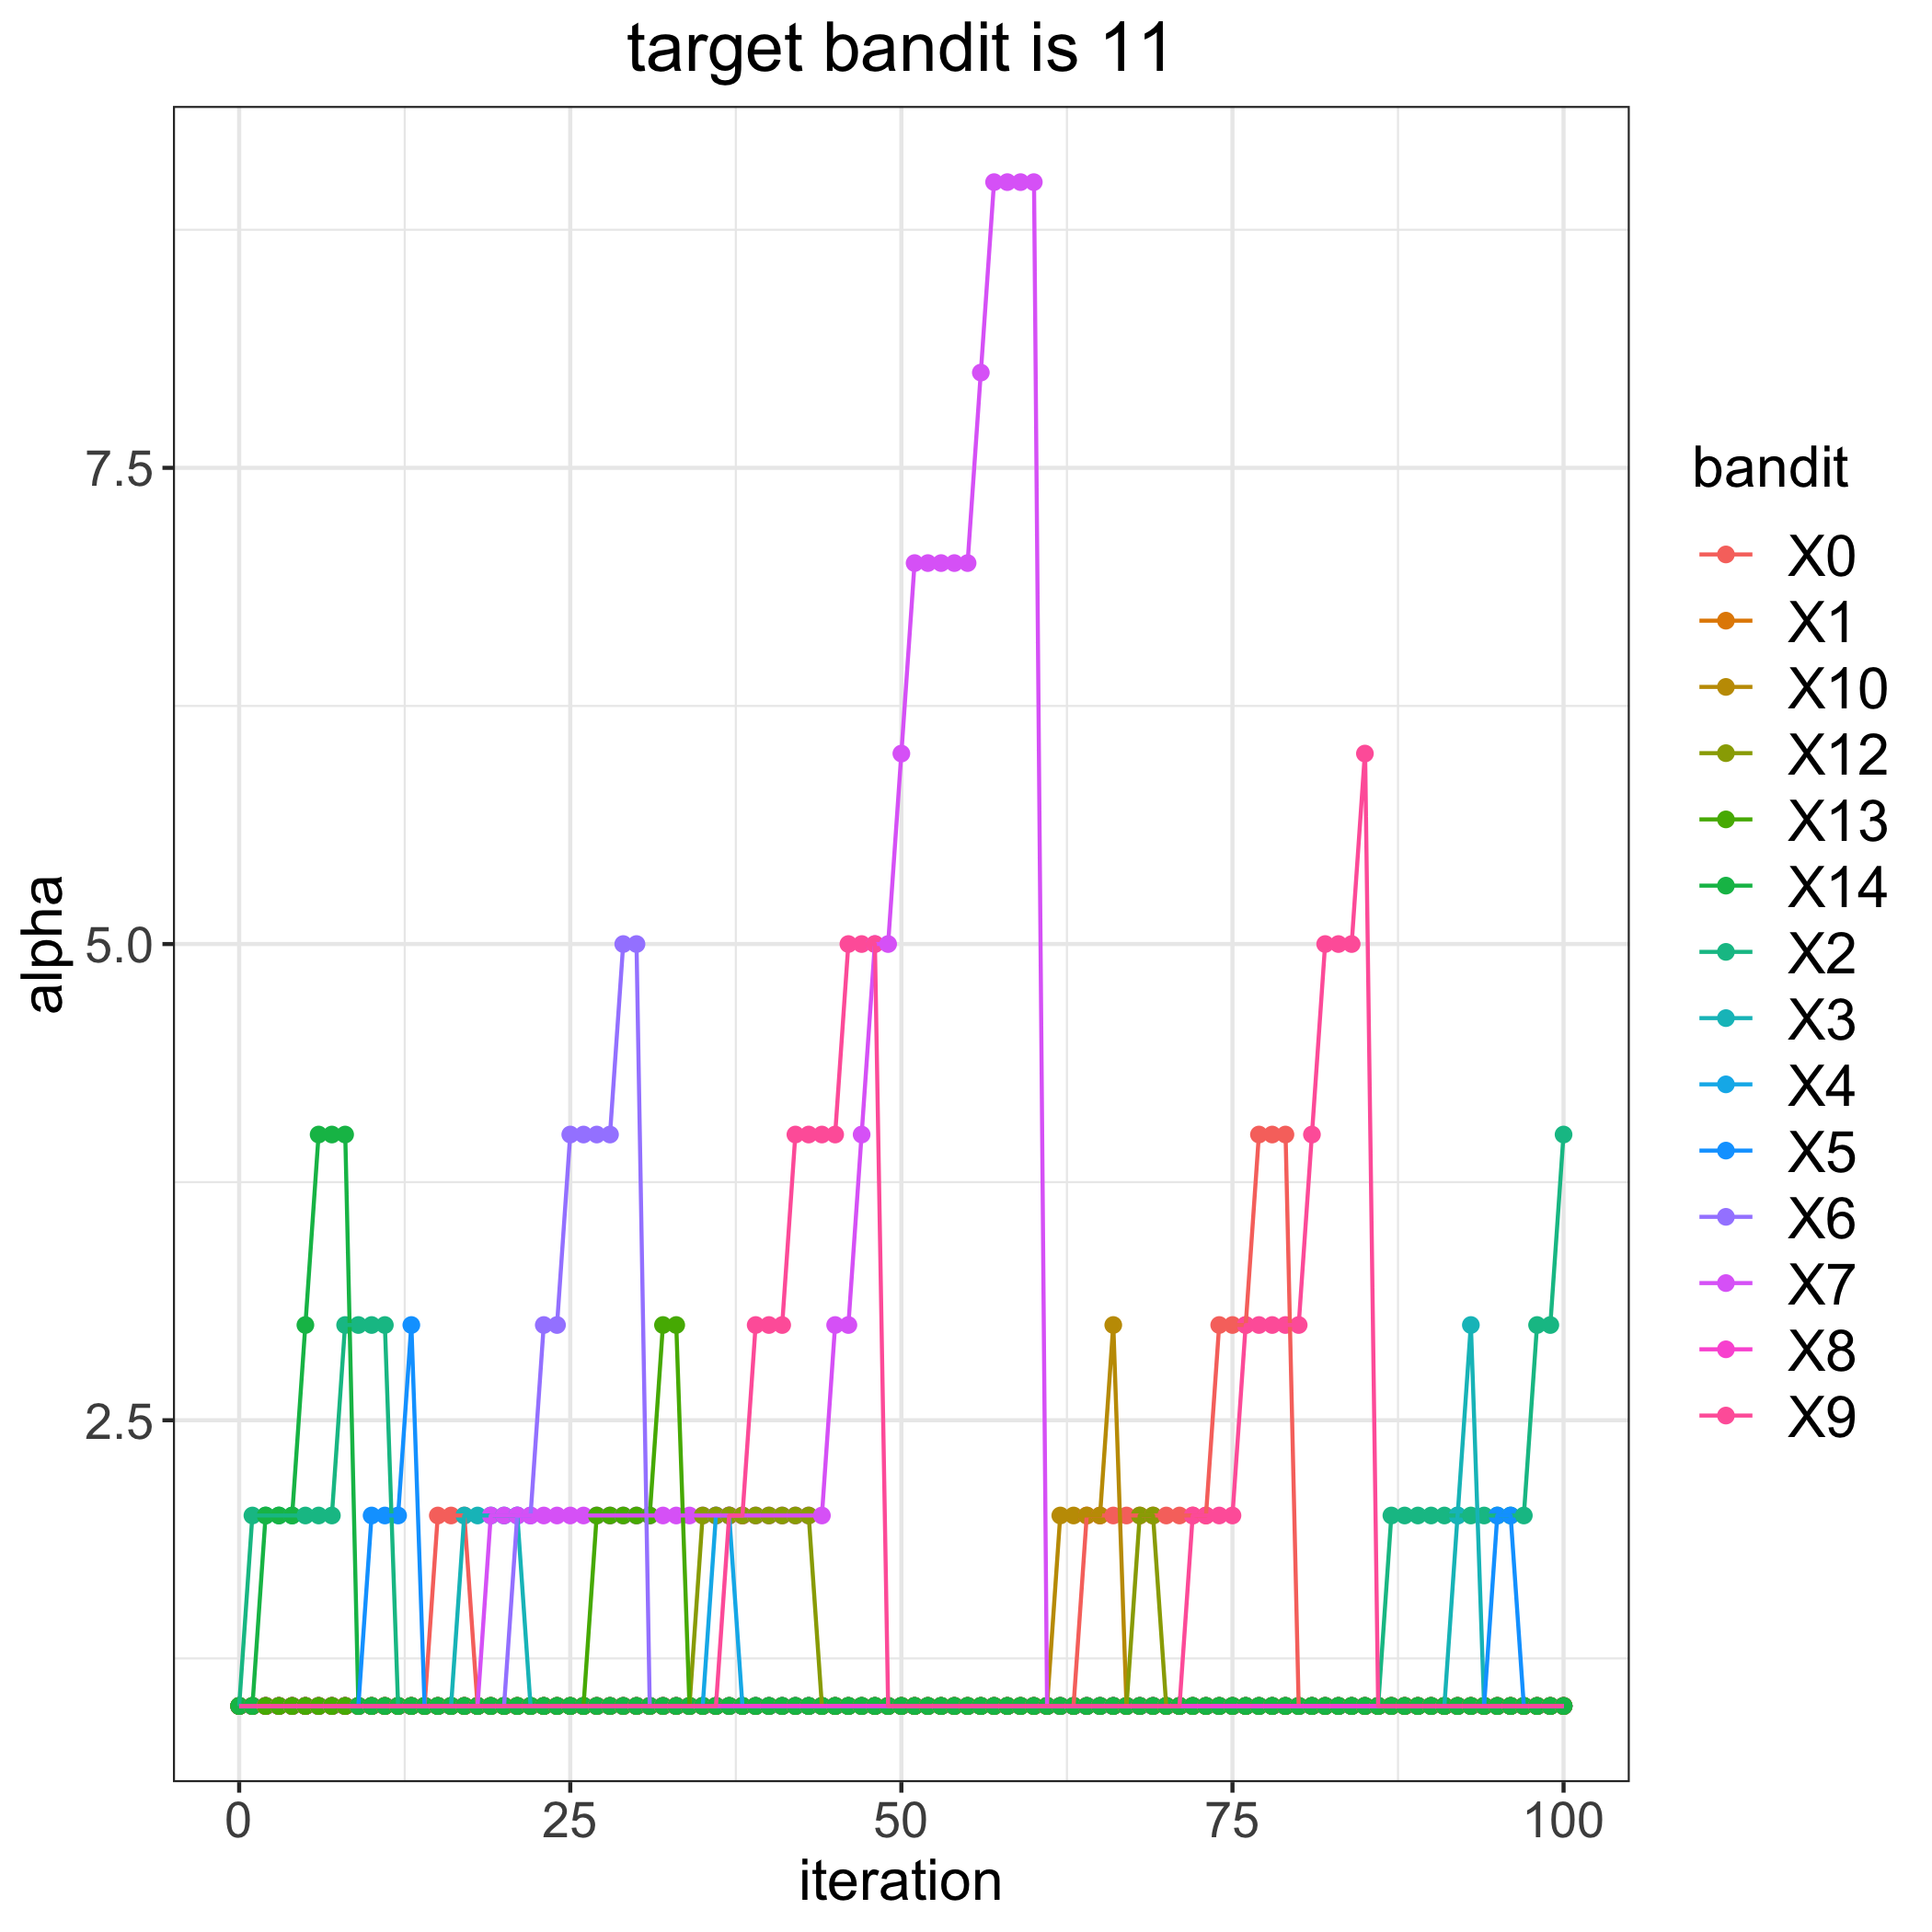 target bandit is 11
alpha
7.5
5.0
2.5
0 25 50 75 100
iteration
bandit
X0
X1
X10
X12
X13
X14
X2
X3
X4
X5
X6
X7
X8
X9